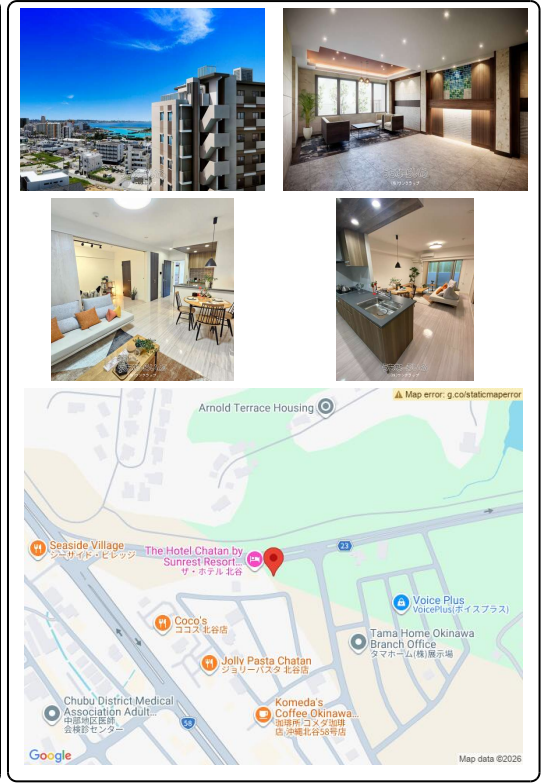 Map error: g.co/staticmaperror
Arnold Terrace Housing
Seaside Village
シーサイド・ビレッジ
The Hotel Chatan by
Sunrest Resort...
ザ・ホテル 北谷
23
Voice Plus
VoicePlus(ボイスプラス)
Coco's
ココス 北谷店
Tama Home Okinawa
Branch Office
タマホーム(株)展示場
Jolly Pasta Chatan
ジョリーパスタ 北谷店
Chubu District Medical
Association Adult...
中部地区医師
会検診センター
58
Komeda's
Coffee Okinawa...
珈琲所 コメダ珈琲
店 沖縄北谷58号店
Google
Map data ©2026